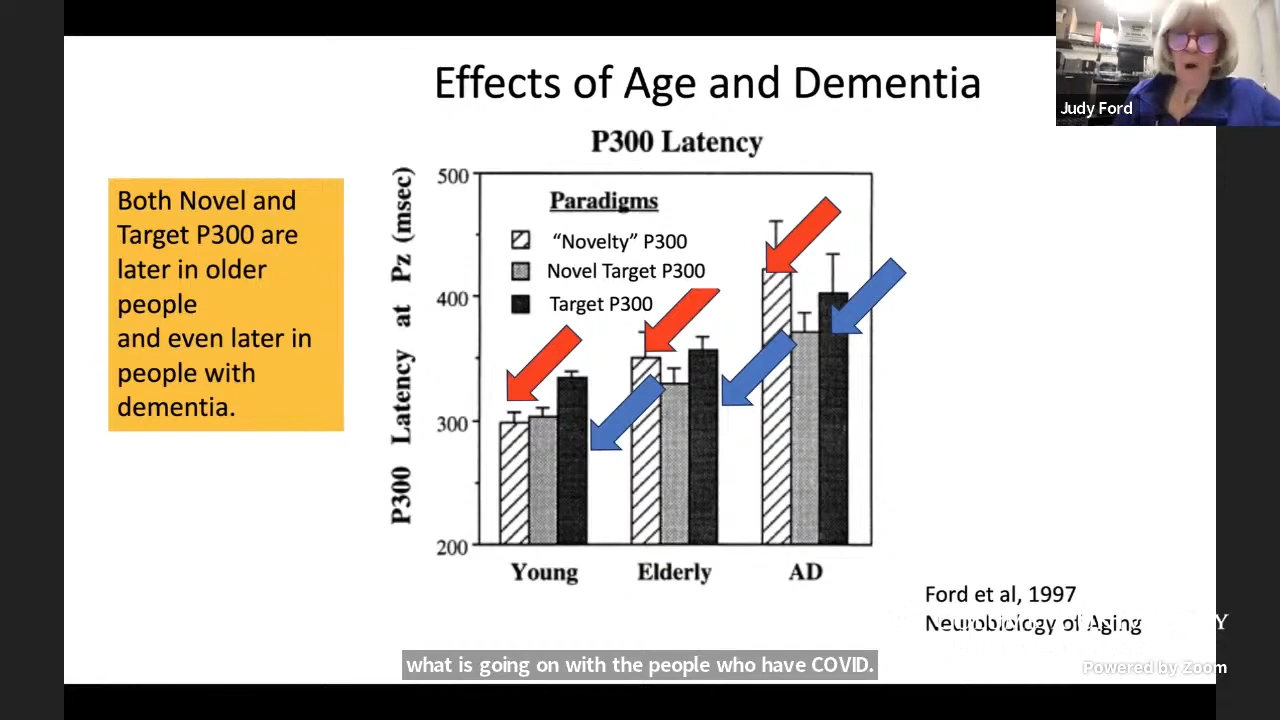 Effects of Age and Dementia
Judy Ford
P300 Latency
Both Novel and
Target P300 are
later in older
people
and even later in
people with
dementia.
P300 Latency at Pz (msec)
500
400
300
200
Paradigms
"Novelty" P300
Novel Target P300
Target P300
Young Elderly AD
Ford et al, 1997
Neurobiology of Aging
what is going on with the people who have COVID.
Powered by Zoom